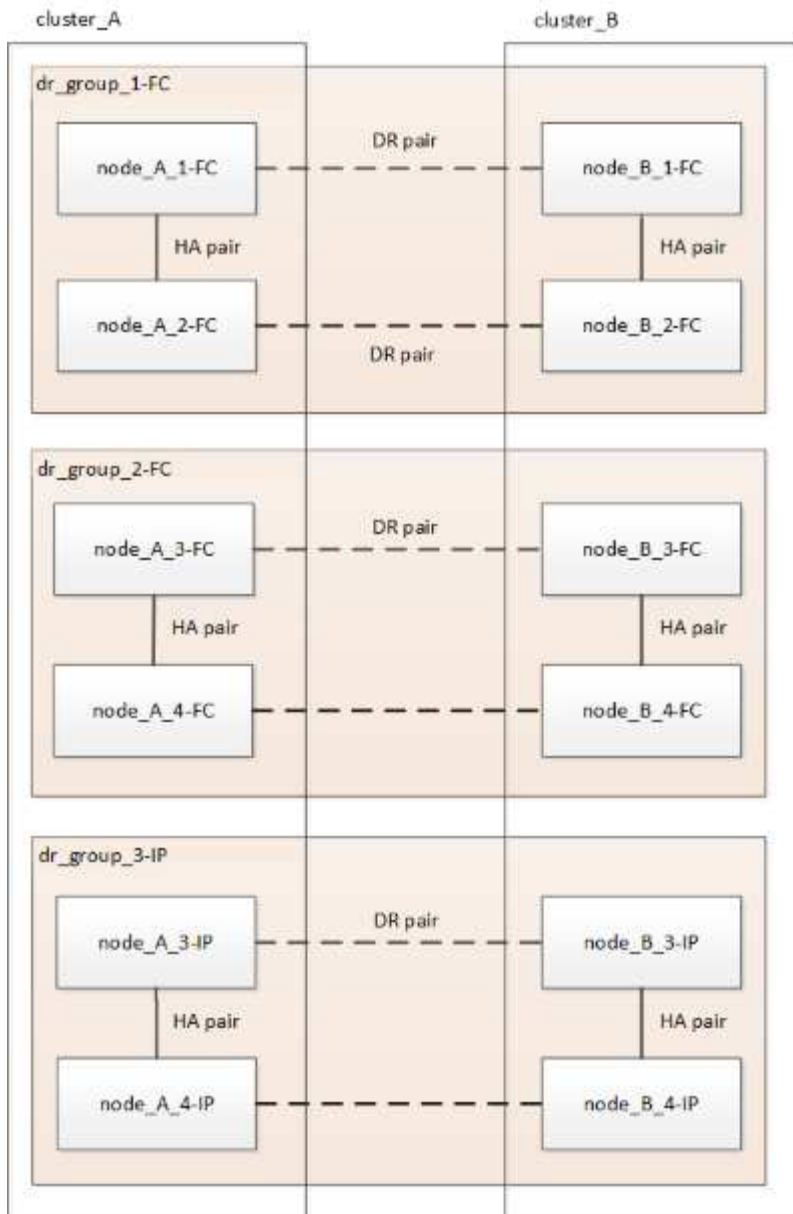 cluster_A
cluster_B
dr_group_1-FC
DR pair
node_A_1-FC
node_B_1-FC
HA pair
HA pair
node_A_2-FC
node_B_2-FC
DR pair
dr_group_2-FC
DR pair
node_A_3-FC
node_B_3-FC
HA pair
HA pair
node_A_4-FC
node_B_4-FC
dr_group_3-IP
DR pair
node_A_3-IP
node_B_3-IP
HA pair
HA pair
node_A_4-IP
node_B_4-IP